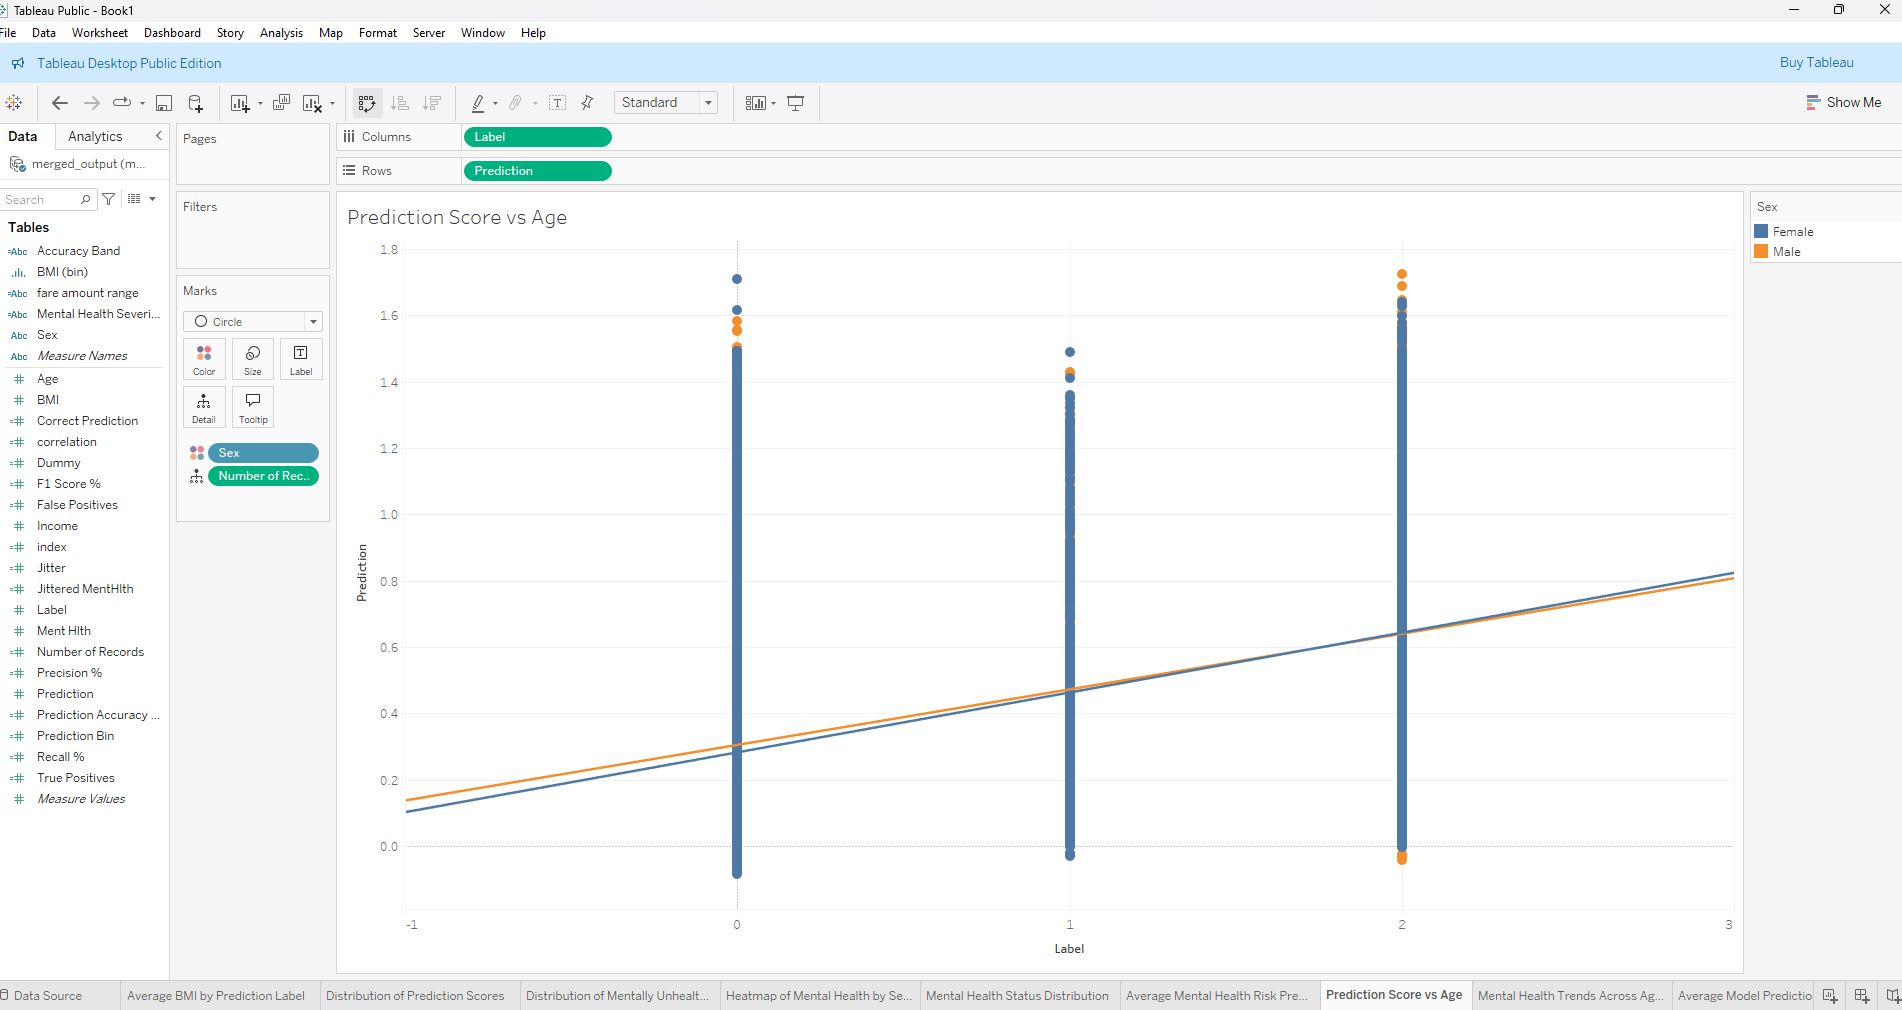 Tableau Public - Book1
File Data Worksheet Dashboard Story Analysis Map Format Server Window Help
Tableau Desktop Public Edition
Buy Tableau
Standard
Show Me
Data Analytics
merged_output (m...
Search
Tables
Abc Accuracy Band
BMI (bin)
Abc fare amount range
Abc Mental Health Severi...
Abc Sex
Abc Measure Names
Age
BMI
Correct Prediction
correlation
Dummy
F1 Score %
False Positives
Income
index
Jitter
Jittered MentHlth
Label
Ment Hlth
Number of Records
Precision %
Prediction
Prediction Accuracy ...
Prediction Bin
Recall %
True Positives
Measure Values
Pages
Filters
Marks
Circle
Color Size Label
Detail Tooltip
Sex
Number of Rec..
Columns Label
Rows Prediction
Prediction Score vs Age
1.8
1.6
1.4
1.2
1.0
0.8
0.6
0.4
0.2
0.0
Prediction
-1 0 1 2 3
Label
Sex
Female
Male
Data Source Average BMI by Prediction Label Distribution of Prediction Scores Distribution of Mentally Unhealt... Heatmap of Mental Health by Se... Mental Health Status Distribution Average Mental Health Risk Pre... Prediction Score vs Age Mental Health Trends Across Ag... Average Model Predictio